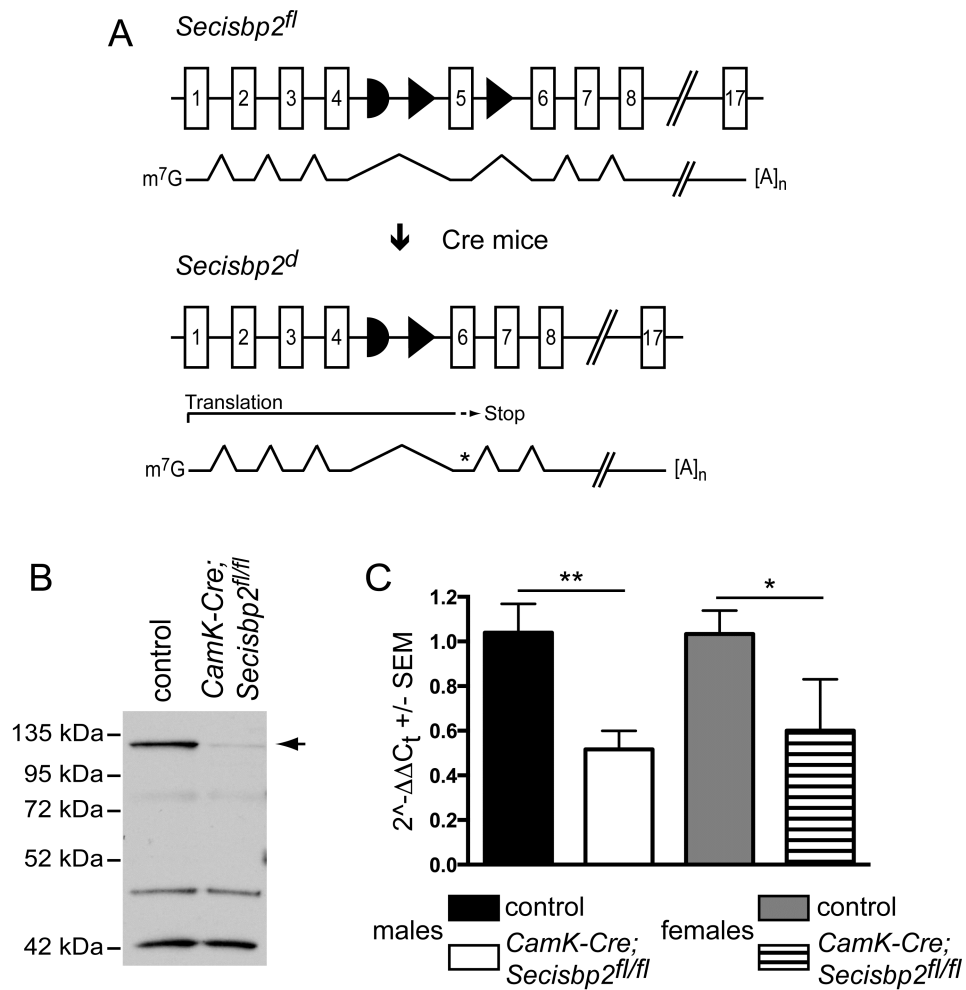 A
Secisbp2fl
1 2 3 4 5 6 7 8 17
m7G [A]n
Cre mice
Secisbp2d
1 2 3 4 6 7 8 17
Translation Stop
*
m7G [A]n
B
control
CamK-Cre;
Secisbp2fl/fl
135 kDa
95 kDa
72 kDa
52 kDa
42 kDa
C
2^-ΔΔCt +/- SEM
1.2
1.0
0.8
0.6
0.4
0.2
0.0
** *
males
control
CamK-Cre;
Secisbp2fl/fl
females
control
CamK-Cre;
Secisbp2fl/fl